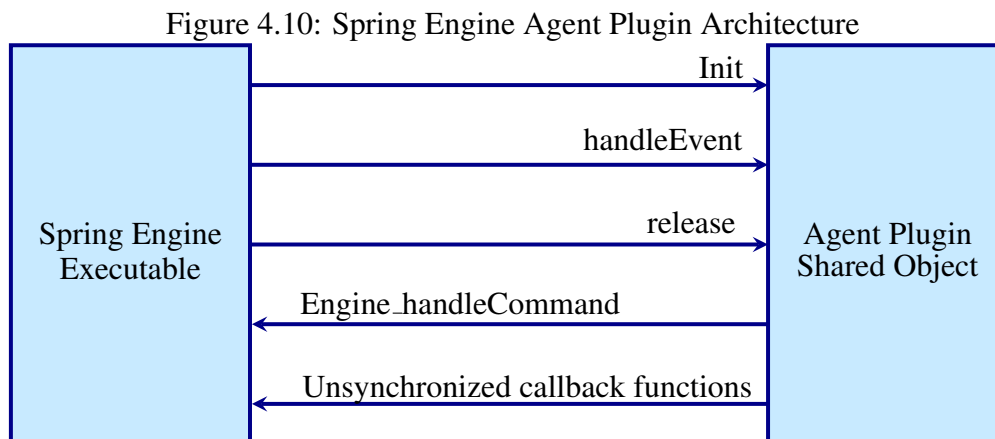 Figure 4.10: Spring Engine Agent Plugin Architecture
Init
handleEvent
release
Spring Engine
Executable
Agent Plugin
Shared Object
Engine_handleCommand
Unsynchronized callback functions